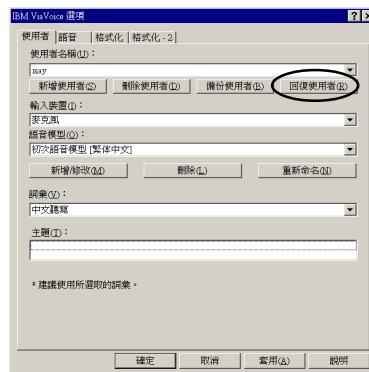 IBM ViaVoice 選項
使用者 語音 格式化 格式化 - 2
使用者名稱(U)：
may
新增使用者(S) 刪除使用者(D) 備份使用者(B) 回復使用者(R)
輸入裝置(I)：
麥克風
語音模型(O)：
初次語音模型 [繁体中文]
新增/修改(M) 刪除(L) 重新命名(N)
詞彙(V)：
中文聽寫
主題(T)：
* 建議使用所選取的詞彙。
確定 取消 套用(A) 說明